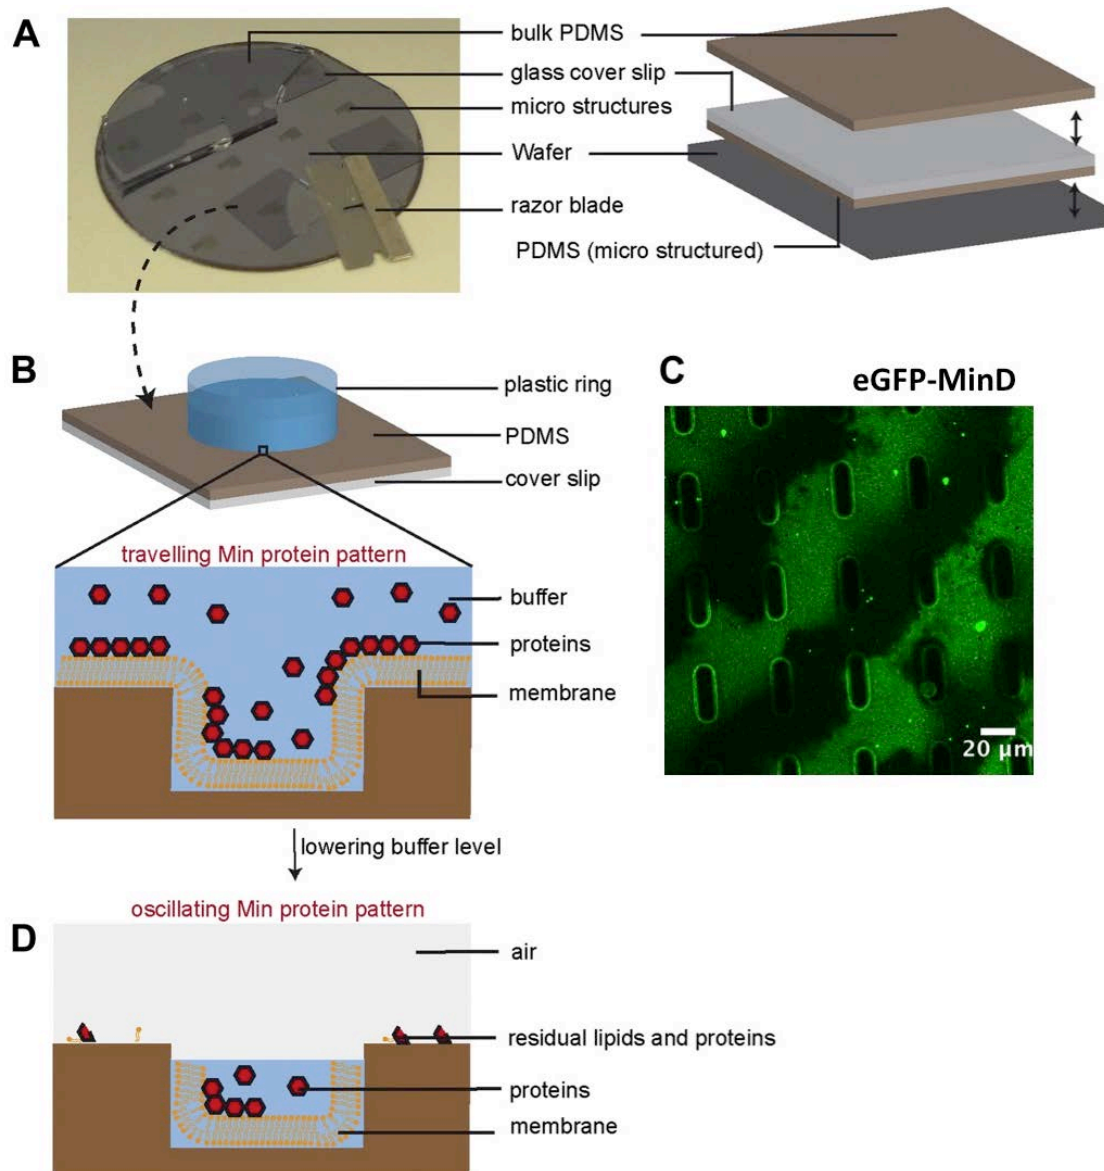 A
bulk PDMS
glass cover slip
micro structures
Wafer
razor blade
PDMS (micro structured)
B
plastic ring
PDMS
cover slip
C
eGFP-MinD
20 µm
travelling Min protein pattern
buffer
proteins
membrane
lowering buffer level
oscillating Min protein pattern
D
air
residual lipids and proteins
proteins
membrane